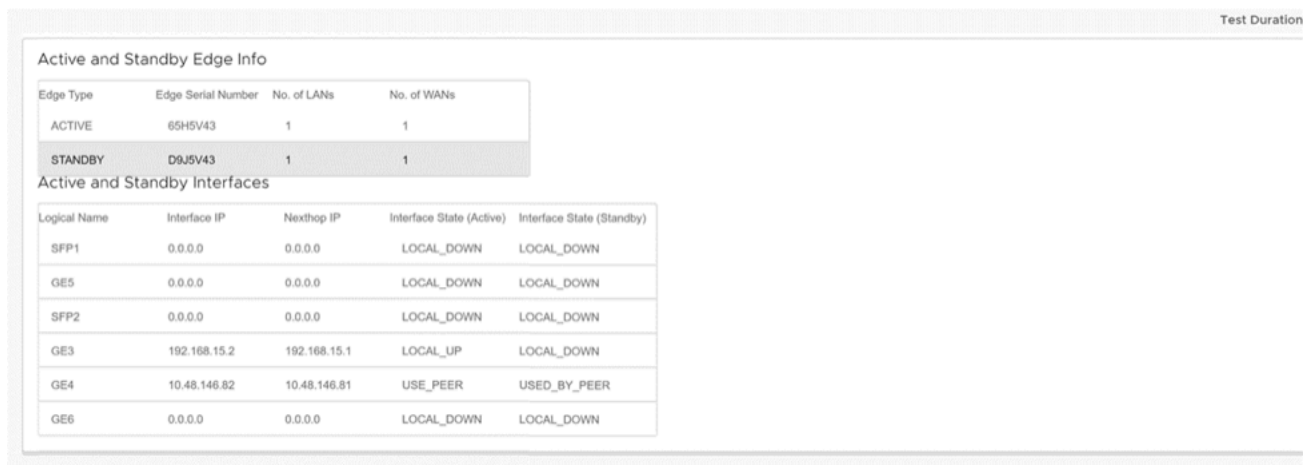 Test Duration
Active and Standby Edge Info
Edge Type Edge Serial Number No. of LANs No. of WANs
ACTIVE 65H5V43 1 1
STANDBY D9J5V43 1 1
Active and Standby Interfaces
Logical Name Interface IP Nexthop IP Interface State (Active) Interface State (Standby)
SFP1 0.0.0.0 0.0.0.0 LOCAL_DOWN LOCAL_DOWN
GE5 0.0.0.0 0.0.0.0 LOCAL_DOWN LOCAL_DOWN
SFP2 0.0.0.0 0.0.0.0 LOCAL_DOWN LOCAL_DOWN
GE3 192.168.15.2 192.168.15.1 LOCAL_UP LOCAL_DOWN
GE4 10.48.146.82 10.48.146.81 USE_PEER USED_BY_PEER
GE6 0.0.0.0 0.0.0.0 LOCAL_DOWN LOCAL_DOWN